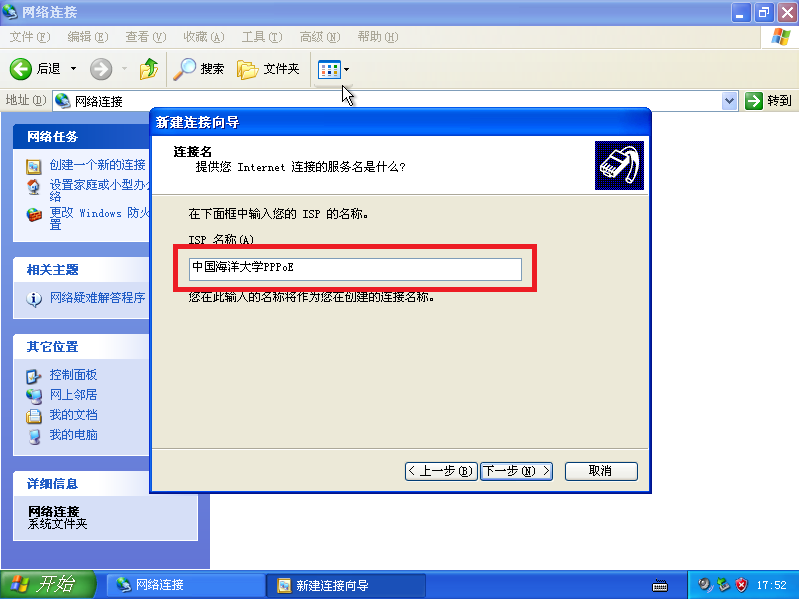 网络连接
文件(F) 编辑(E) 查看(V) 收藏(A) 工具(T) 高级(N) 帮助(H)
后退 搜索 文件夹
地址(D) 网络连接 转到
网络任务
创建一个新的连接
设置家庭或小型办公
络
更改 Windows 防火
置
相关主题
网络疑难解答程序
其它位置
控制面板
网上邻居
我的文档
我的电脑
详细信息
网络连接
系统文件夹
新建连接向导
连接名
提供您 Internet 连接的服务名是什么?
在下面框中输入您的 ISP 的名称。
ISP 名称(A)
中国海洋大学PPPoE
您在此输入的名称将作为您在创建的连接名称。
< 上一步(B) 下一步(N) > 取消
开始 网络连接 新建连接向导 17:52